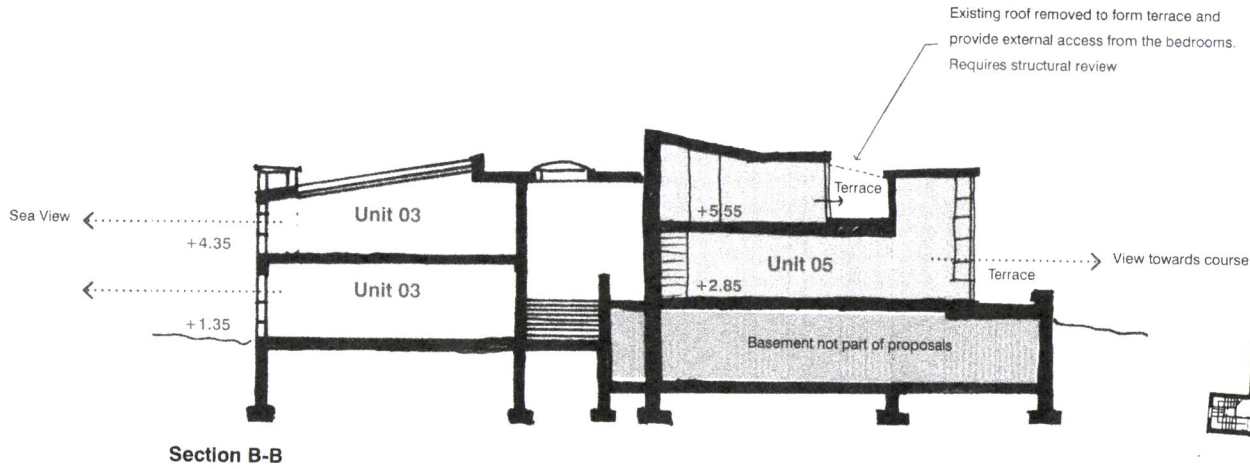 Existing roof removed to form terrace and
provide external access from the bedrooms.
Requires structural review
Terrace
Unit 03
Sea View
+5.55
+4.35
Unit 05
View towards course
Terrace
Unit 03
+2.85
+1.35
Basement not part of proposals
Section B-B